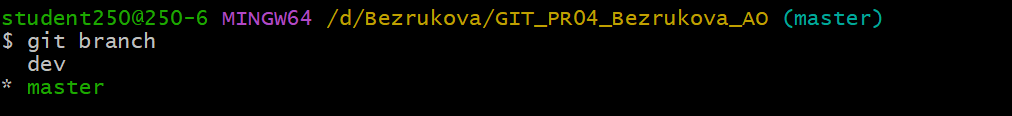 student250@250-6 MINGW64 /d/Bezrukova/GIT_PR04_Bezrukova_AO (master)
$ git branch
  dev
* master